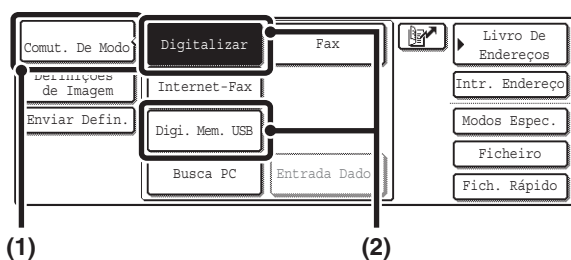 Comut. De Modo
Digitalizar
Fax
Livro De
Endereços
Definições
de Imagem
Internet-Fax
Intr. Endereço
Enviar Defin.
Digi. Mem. USB
Modos Espec.
Ficheiro
Busca PC
Entrada Dado
Fich. Rápido
(1)
(2)